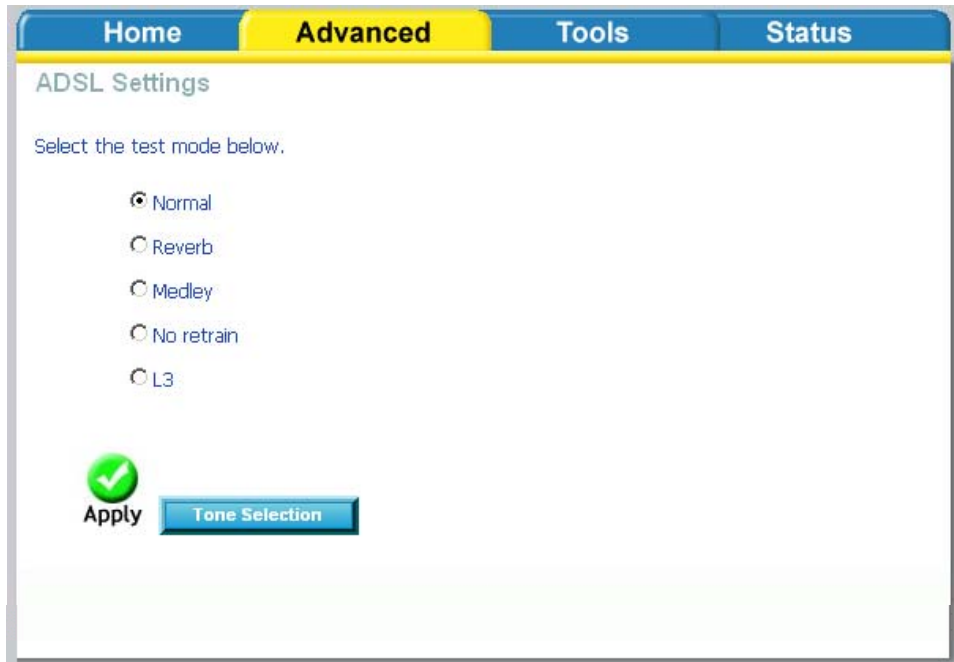 Home Advanced Tools Status
ADSL Settings
Select the test mode below.
Normal
Reverb
Medley
No retrain
L3
Apply Tone Selection